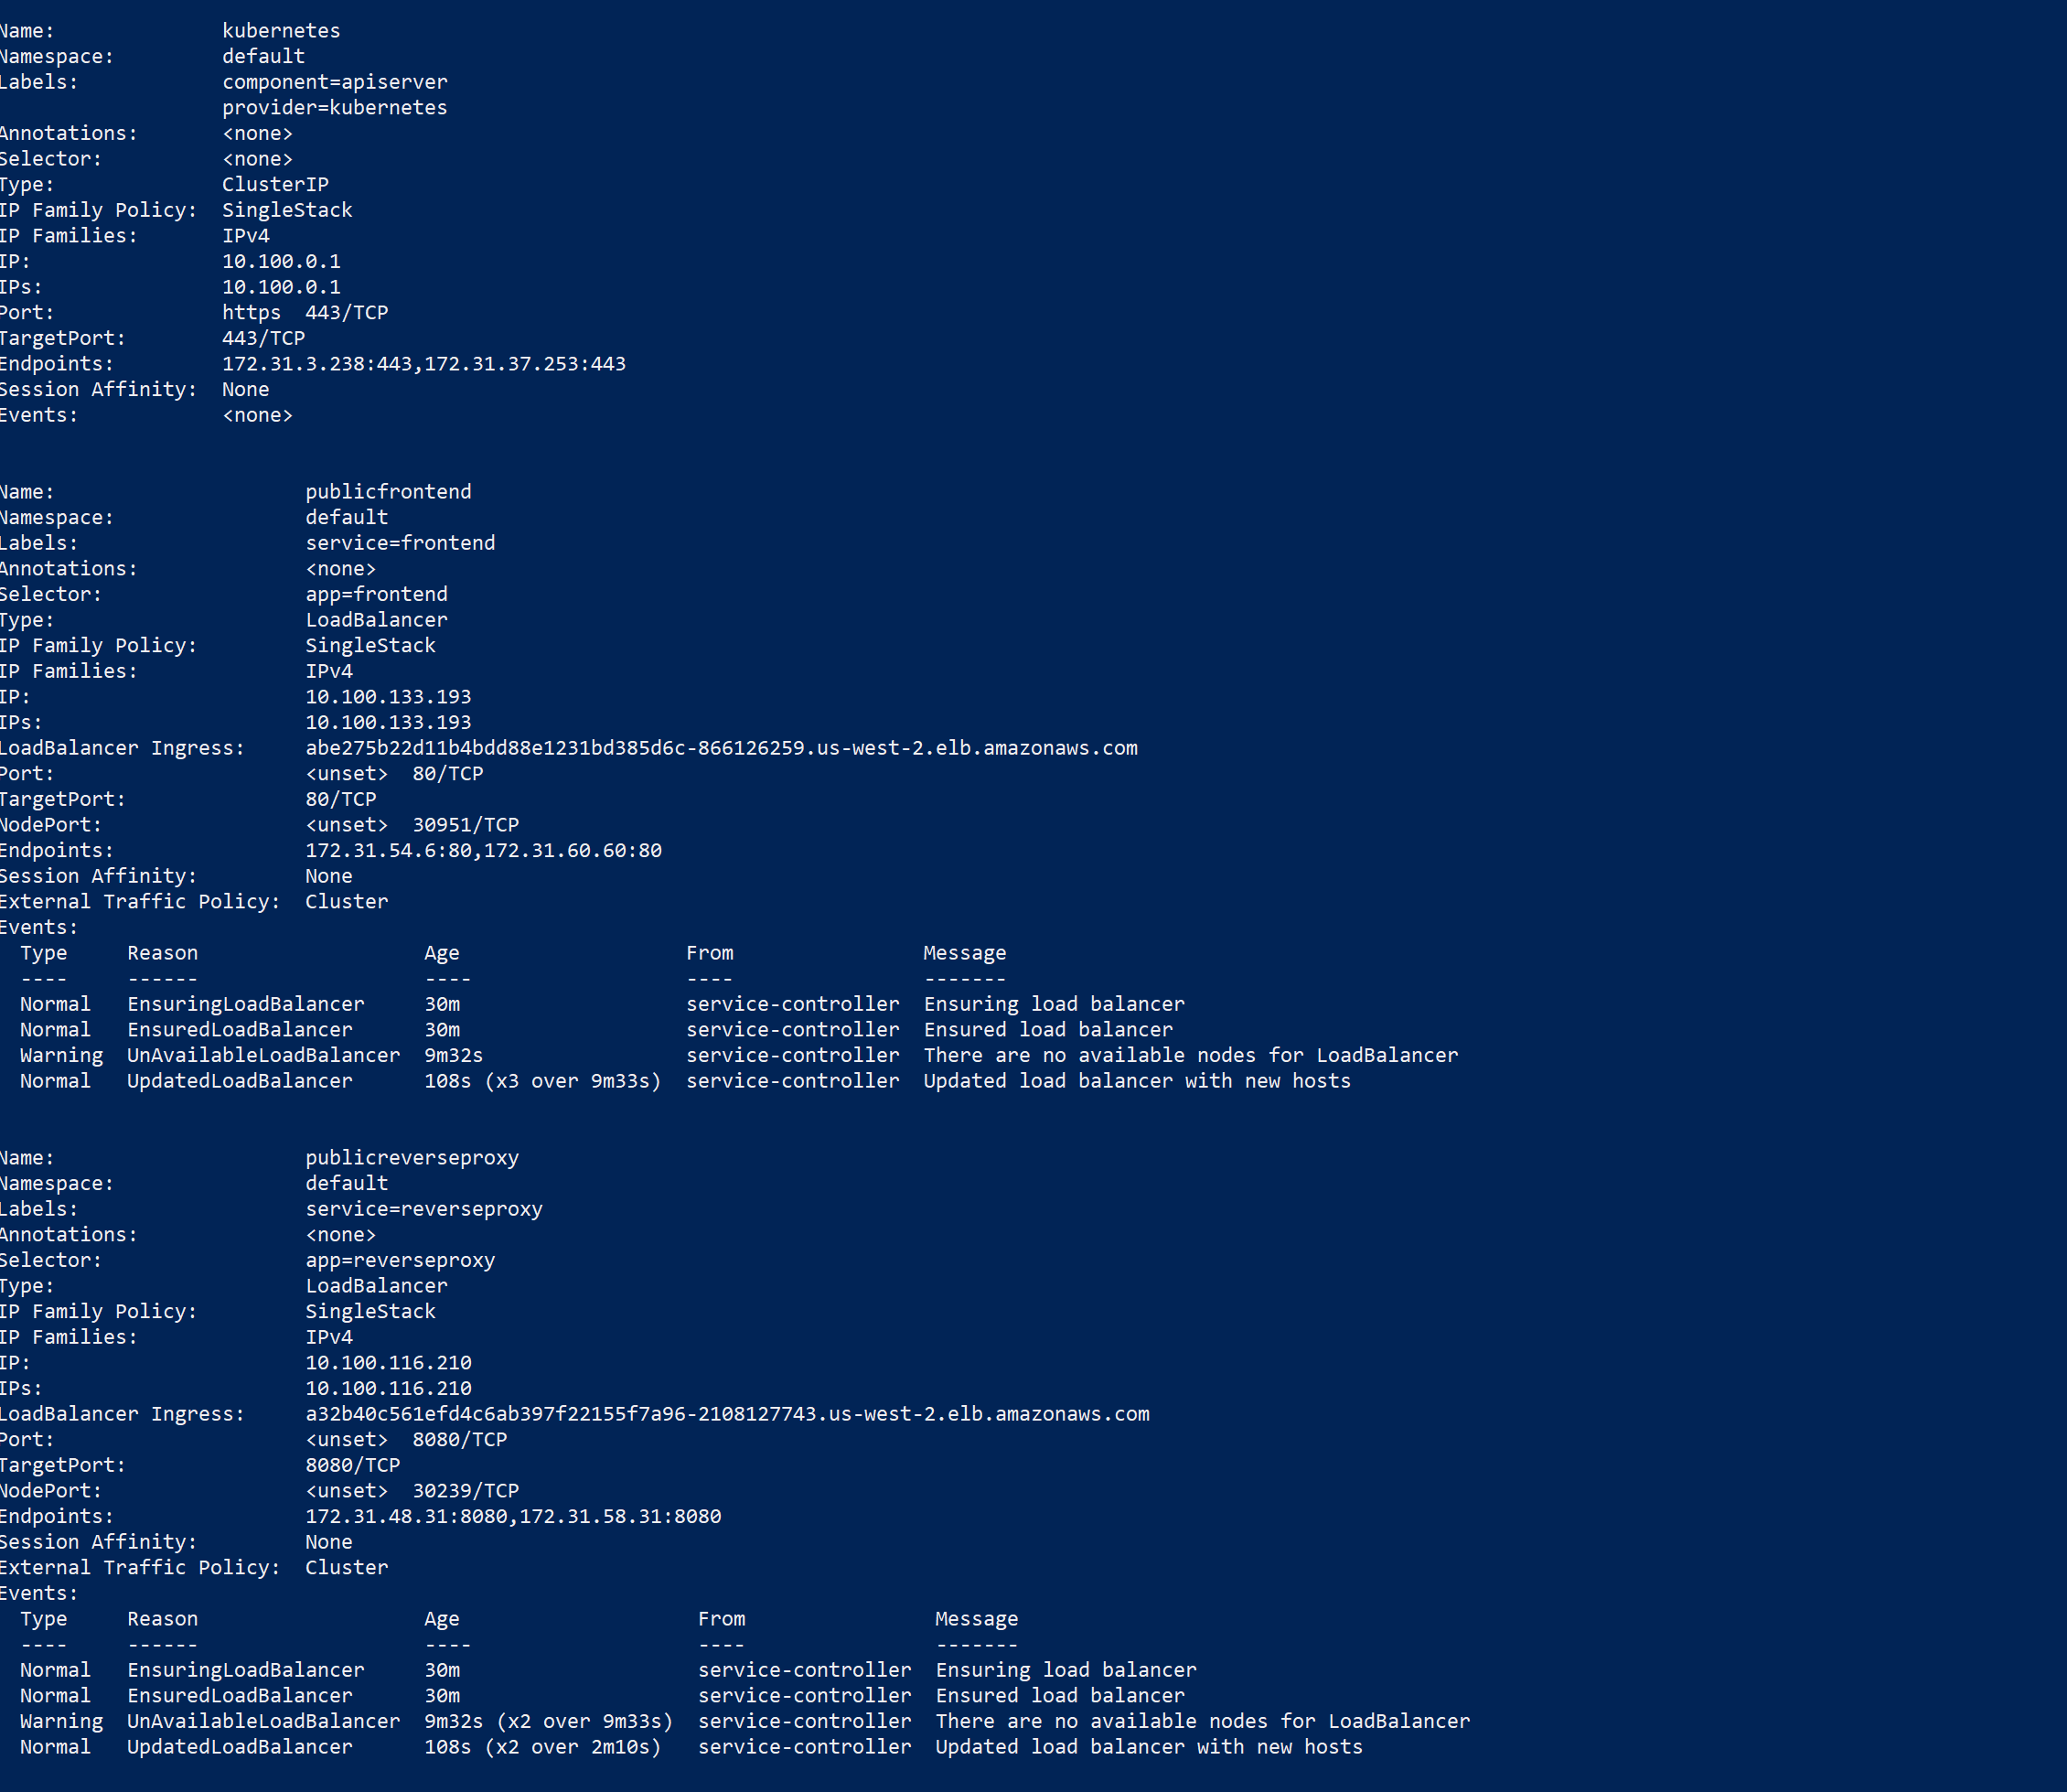 Name:              kubernetes
Namespace:         default
Labels:            component=apiserver
                   provider=kubernetes
Annotations:       <none>
Selector:          <none>
Type:              ClusterIP
IP Family Policy:  SingleStack
IP Families:       IPv4
IP:                10.100.0.1
IPs:               10.100.0.1
Port:              https  443/TCP
TargetPort:        443/TCP
Endpoints:         172.31.3.238:443,172.31.37.253:443
Session Affinity:  None
Events:            <none>
Name:                     publicfrontend
Namespace:                default
Labels:                   service=frontend
Annotations:              <none>
Selector:                 app=frontend
Type:                     LoadBalancer
IP Family Policy:         SingleStack
IP Families:              IPv4
IP:                       10.100.133.193
IPs:                      10.100.133.193
LoadBalancer Ingress:     abe275b22d11b4bdd88e1231bd385d6c-866126259.us-west-2.elb.amazonaws.com
Port:                     <unset>  80/TCP
TargetPort:               80/TCP
NodePort:                 <unset>  30951/TCP
Endpoints:                172.31.54.6:80,172.31.60.60:80
Session Affinity:         None
External Traffic Policy:  Cluster
Events:
  Type     Reason                   Age                   From                Message
  ----     ------                   ----                  ----                -------
  Normal   EnsuringLoadBalancer     30m                   service-controller  Ensuring load balancer
  Normal   EnsuredLoadBalancer      30m                   service-controller  Ensured load balancer
  Warning  UnAvailableLoadBalancer  9m32s                 service-controller  There are no available nodes for LoadBalancer
  Normal   UpdatedLoadBalancer      108s (x3 over 9m33s)  service-controller  Updated load balancer with new hosts
Name:                     publicreverseproxy
Namespace:                default
Labels:                   service=reverseproxy
Annotations:              <none>
Selector:                 app=reverseproxy
Type:                     LoadBalancer
IP Family Policy:         SingleStack
IP Families:              IPv4
IP:                       10.100.116.210
IPs:                      10.100.116.210
LoadBalancer Ingress:     a32b40c561efd4c6ab397f22155f7a96-2108127743.us-west-2.elb.amazonaws.com
Port:                     <unset>  8080/TCP
TargetPort:               8080/TCP
NodePort:                 <unset>  30239/TCP
Endpoints:                172.31.48.31:8080,172.31.58.31:8080
Session Affinity:         None
External Traffic Policy:  Cluster
Events:
  Type     Reason                   Age                    From                Message
  ----     ------                   ----                   ----                -------
  Normal   EnsuringLoadBalancer     30m                    service-controller  Ensuring load balancer
  Normal   EnsuredLoadBalancer      30m                    service-controller  Ensured load balancer
  Warning  UnAvailableLoadBalancer  9m32s (x2 over 9m33s)  service-controller  There are no available nodes for LoadBalancer
  Normal   UpdatedLoadBalancer      108s (x2 over 2m10s)   service-controller  Updated load balancer with new hosts